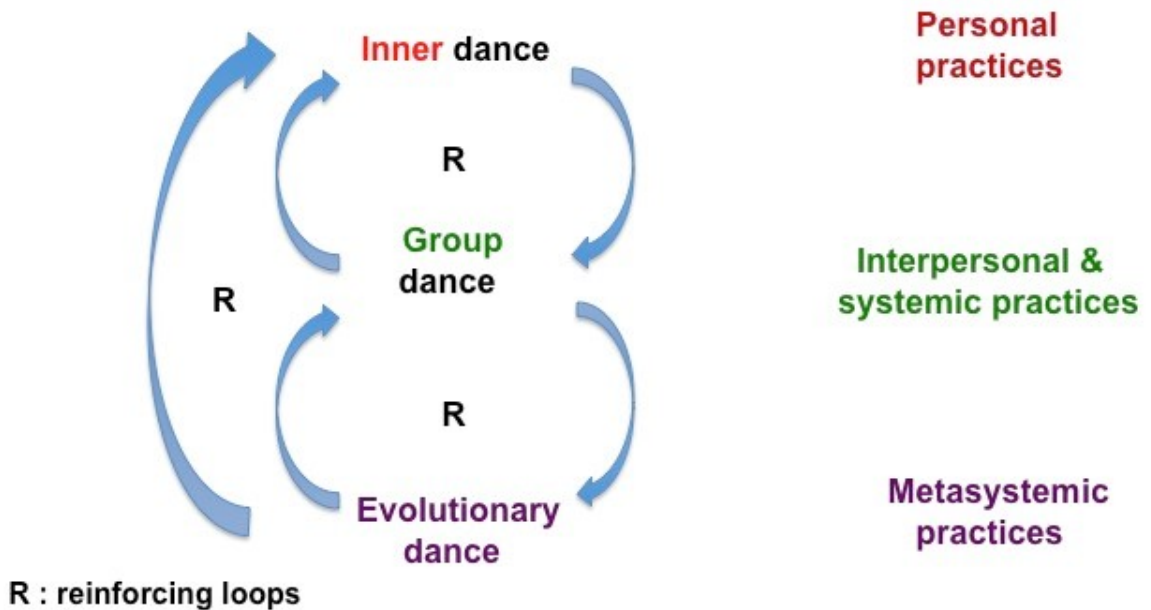 Inner dance
Personal
practices
R
Group
dance
Interpersonal &
systemic practices
R
R
Evolutionary
dance
Metasystemic
practices
R : reinforcing loops